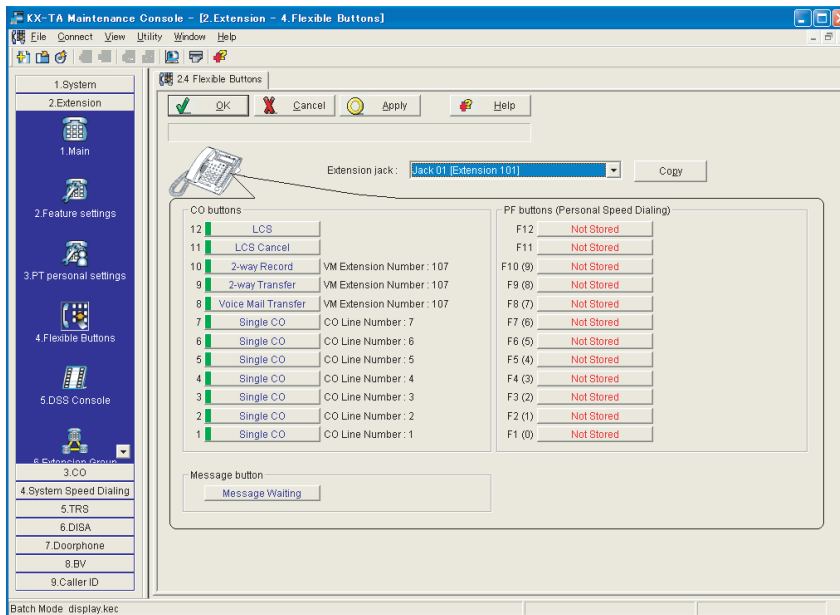 KX-TA Maintenance Console - [2.Extension - 4.Flexible Buttons]
File Connect View Utility Window Help
2.4 Flexible Buttons
OK Cancel Apply Help
1.System
2.Extension
1.Main
2.Feature settings
3.PT personal settings
4.Flexible Buttons
5.DSS Console
6.Extension Group
3.CO
4.System Speed Dialing
5.TRS
6.DISA
7.Doorphone
8.BV
9.Caller ID
Extension jack : Jack 01 [Extension 101] Copy
CO buttons
12 LCS
11 LCS Cancel
10 2-way Record VM Extension Number : 107
9 2-way Transfer VM Extension Number : 107
8 Voice Mail Transfer VM Extension Number : 107
7 Single CO CO Line Number : 7
6 Single CO CO Line Number : 6
5 Single CO CO Line Number : 5
4 Single CO CO Line Number : 4
3 Single CO CO Line Number : 3
2 Single CO CO Line Number : 2
1 Single CO CO Line Number : 1
PF buttons (Personal Speed Dialing)
F12 Not Stored
F11 Not Stored
F10 (9) Not Stored
F9 (8) Not Stored
F8 (7) Not Stored
F7 (6) Not Stored
F6 (5) Not Stored
F5 (4) Not Stored
F4 (3) Not Stored
F3 (2) Not Stored
F2 (1) Not Stored
F1 (0) Not Stored
Message button
Message Waiting
Batch Mode display.kec